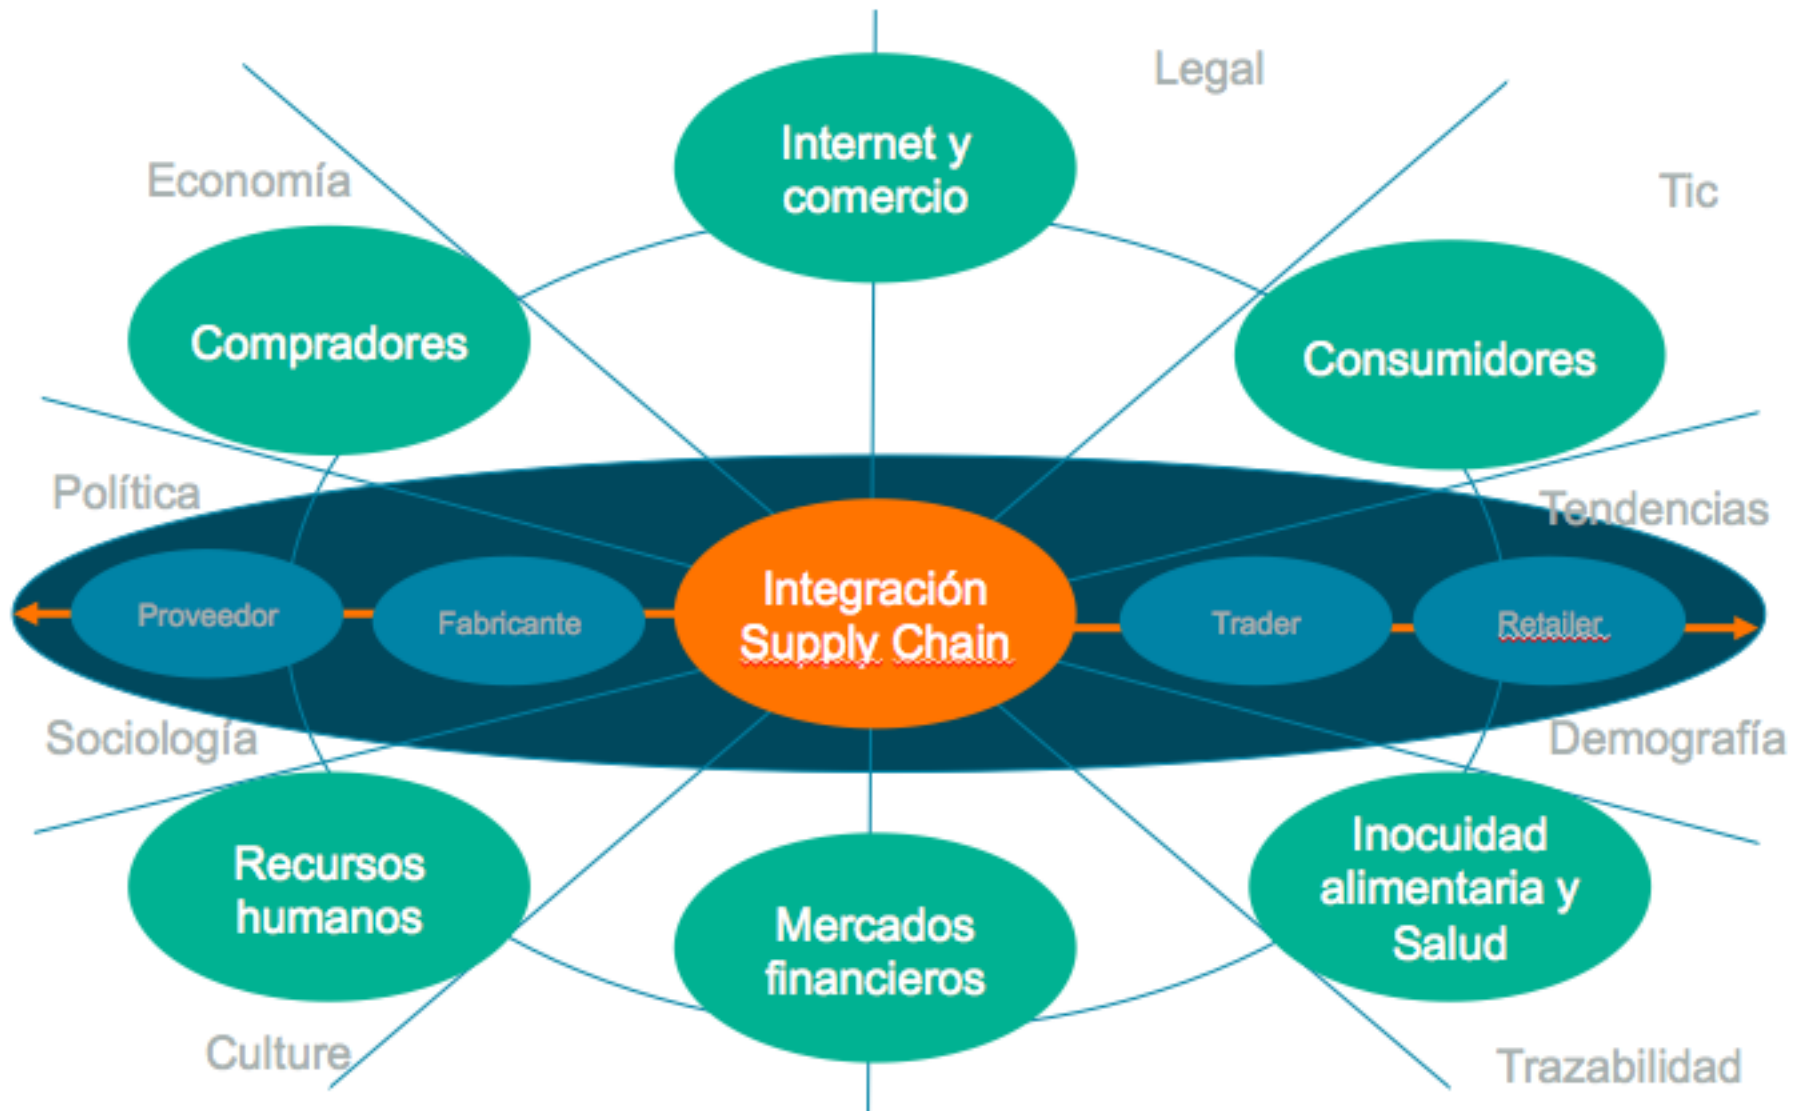 Legal
Internet y
comercio
Economía
Tic
Compradores
Consumidores
Política
Tendencias
Proveedor
Fabricante
Integración
Supply Chain
Trader
Retailer
Sociología
Demografía
Recursos
humanos
Mercados
financieros
Inocuidad
alimentaria y
Salud
Culture
Trazabilidad